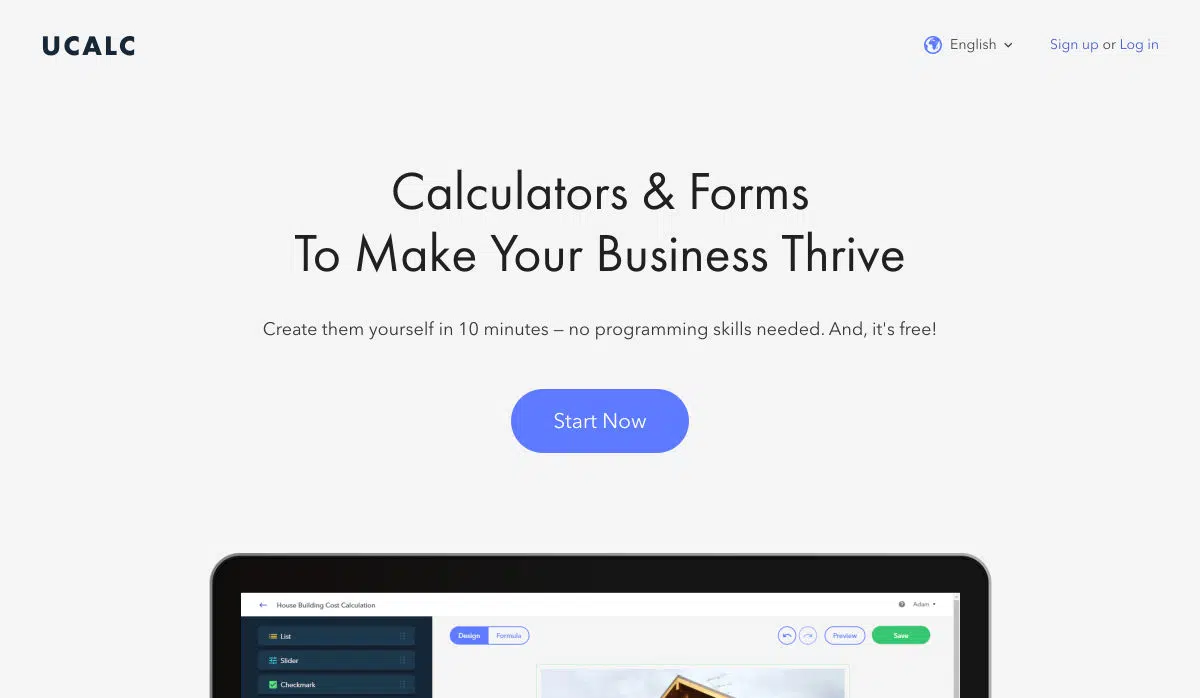 UCALC
English
Sign up or Log in
Calculators & Forms
To Make Your Business Thrive
Create them yourself in 10 minutes – no programming skills needed. And, it's free!
Start Now
House Building Cost Calculation
Adam
List
Design Formula
Preview
Save
Slider
Checkmark